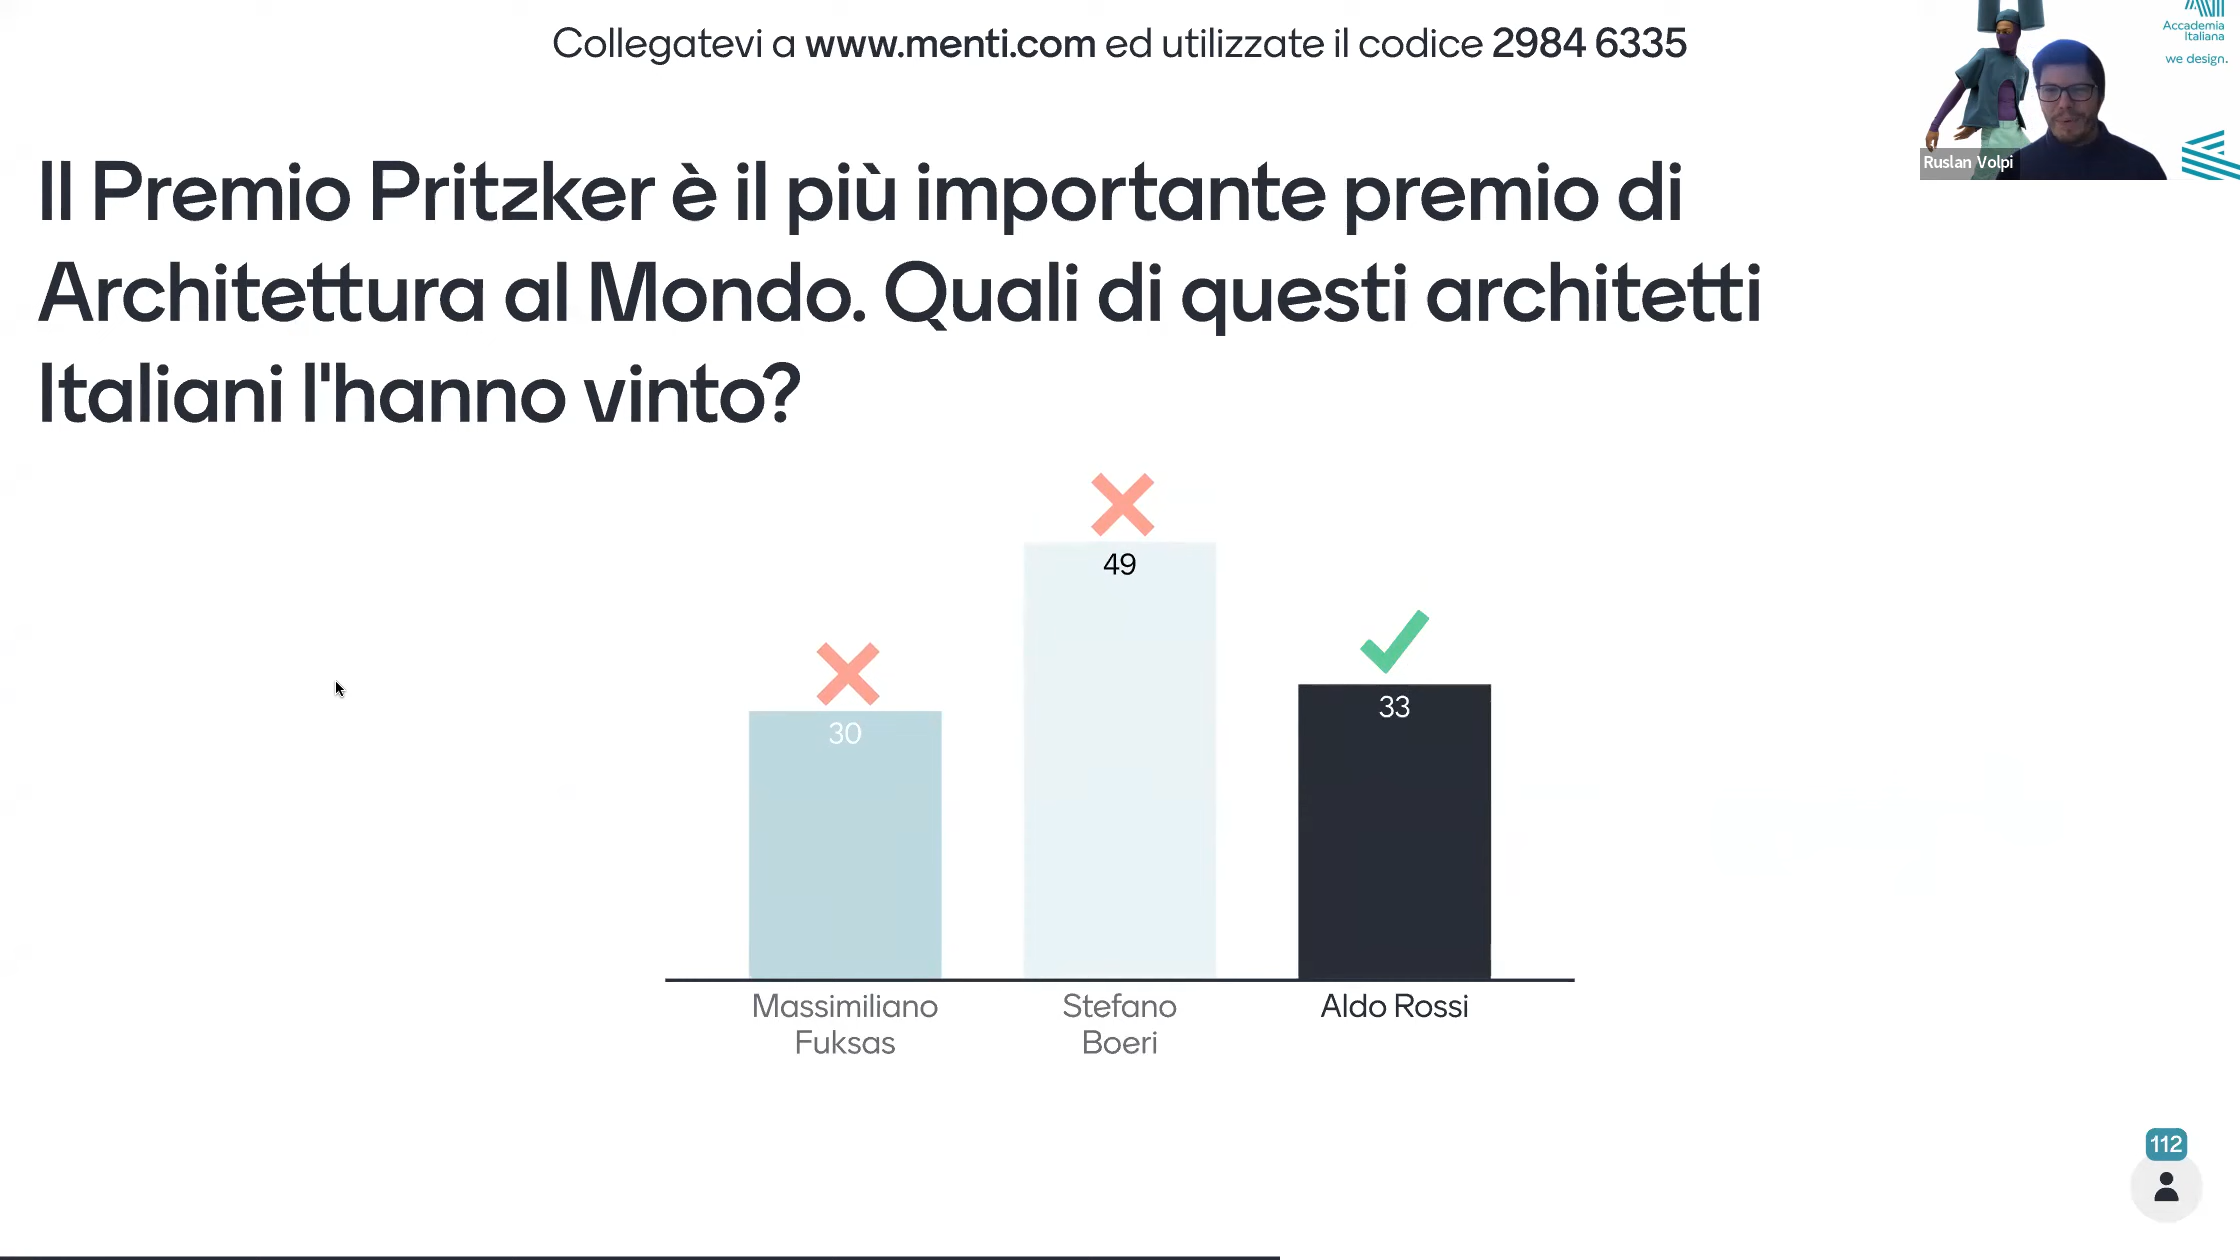 Collegatevi a www.menti.com ed utilizzate il codice 2984 6335
Accademia
Italiana
we design.
Ruslan Volpi
Il Premio Pritzker è il più importante premio di
Architettura al Mondo. Quali di questi architetti
Italiani l'hanno vinto?
49
33
30
Massimiliano
Fuksas
Stefano
Boeri
Aldo Rossi
112